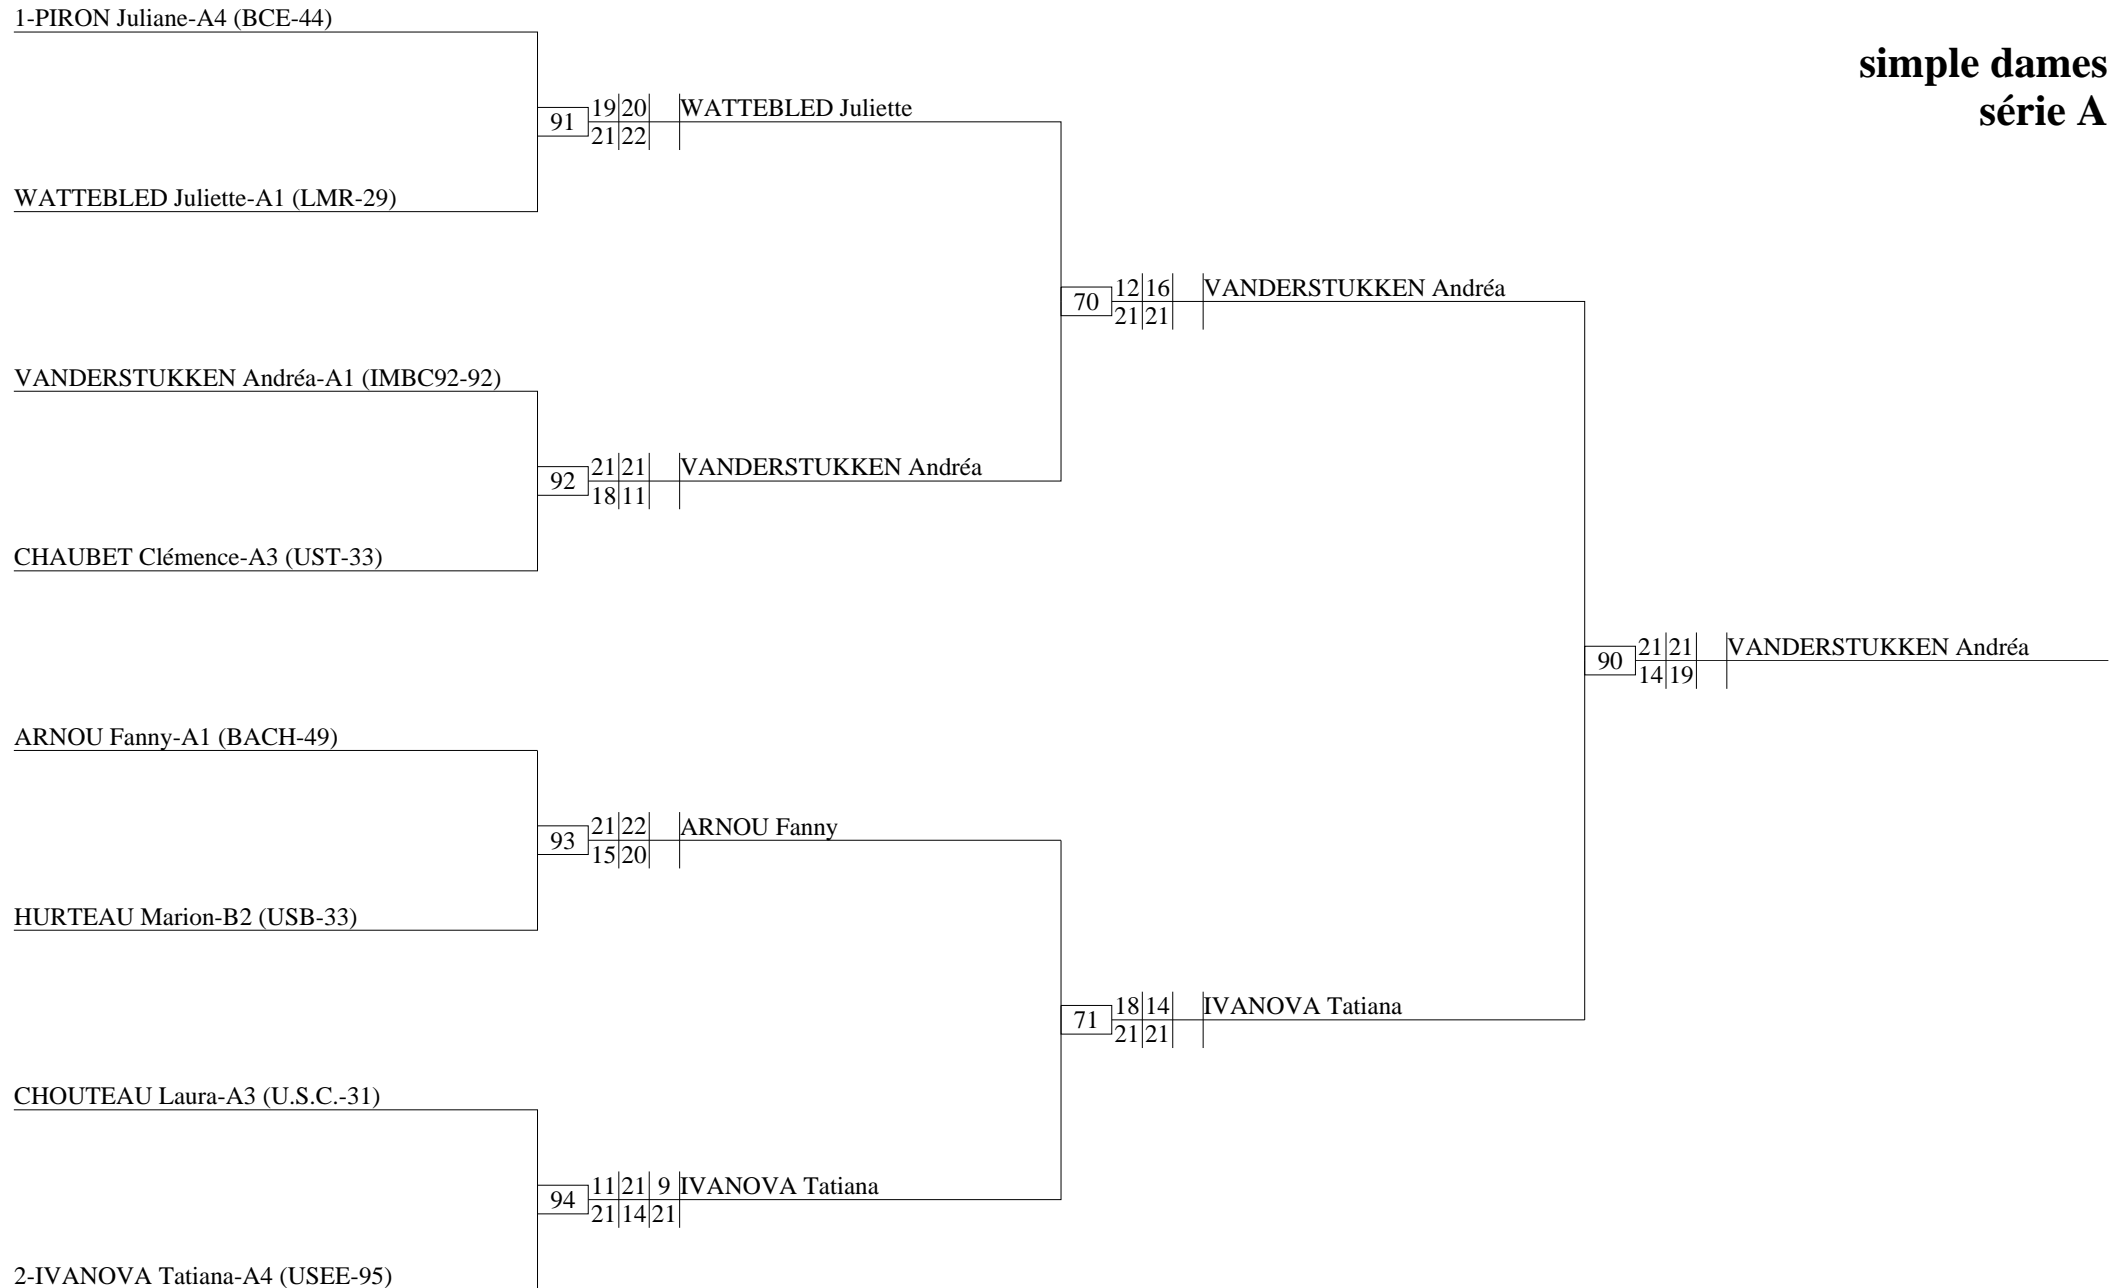 1-PIRON Juliane-A4 (BCE-44)
simple dames
série A
19 20 WATTEBLED Juliette
91
21 22
WATTEBLED Juliette-A1 (LMR-29)
12 16 VANDERSTUKKEN Andréa
70
21 21
VANDERSTUKKEN Andréa-A1 (IMBC92-92)
21 21 VANDERSTUKKEN Andréa
92
18 11
CHAUBET Clémence-A3 (UST-33)
21 21 VANDERSTUKKEN Andréa
90
14 19
ARNOU Fanny-A1 (BACH-49)
21 22 ARNOU Fanny
93
15 20
HURTEAU Marion-B2 (USB-33)
18 14 IVANOVA Tatiana
71
21 21
CHOUTEAU Laura-A3 (U.S.C.-31)
11 21 9 IVANOVA Tatiana
94
21 14 21
2-IVANOVA Tatiana-A4 (USEE-95)